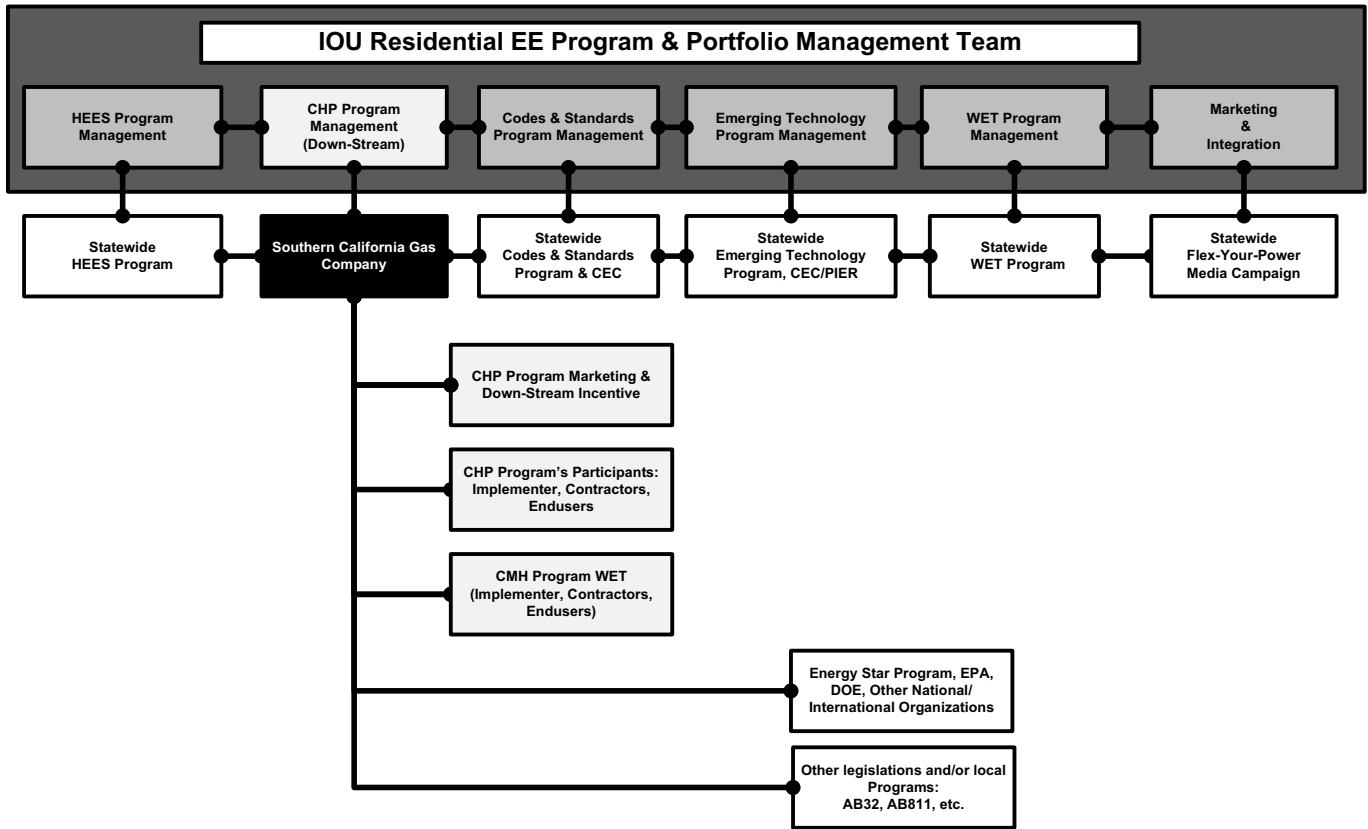 IOU Residential EE Program & Portfolio Management Team
HEES Program
Management
CHP Program
Management
(Down-Stream)
Codes & Standards
Program Management
Emerging Technology
Program Management
WET Program
Management
Marketing
&
Integration
Statewide
HEES Program
Southern California Gas
Company
Statewide
Codes & Standards
Program & CEC
Statewide
Emerging Technology
Program, CEC/PIER
Statewide
WET Program
Statewide
Flex-Your-Power
Media Campaign
CHP Program Marketing &
Down-Stream Incentive
CHP Program’s Participants:
Implementer, Contractors,
Endusers
CMH Program WET
(Implementer, Contractors,
Endusers)
Energy Star Program, EPA,
DOE, Other National/
International Organizations
Other legislations and/or local
Programs:
AB32, AB811, etc.